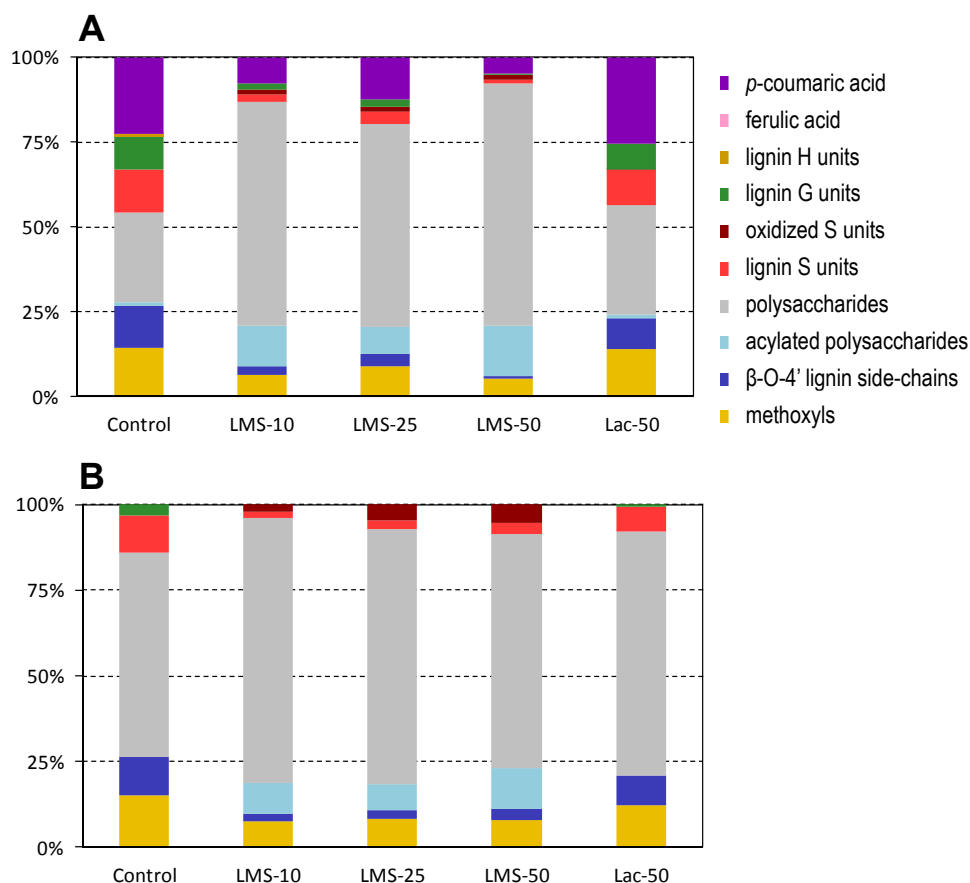 A
100%
75%
50%
25%
0%
Control LMS-10 LMS-25 LMS-50 Lac-50
p-coumaric acid
ferulic acid
lignin H units
lignin G units
oxidized S units
lignin S units
polysaccharides
acylated polysaccharides
β-O-4’ lignin side-chains
methoxyls
B
100%
75%
50%
25%
0%
Control LMS-10 LMS-25 LMS-50 Lac-50